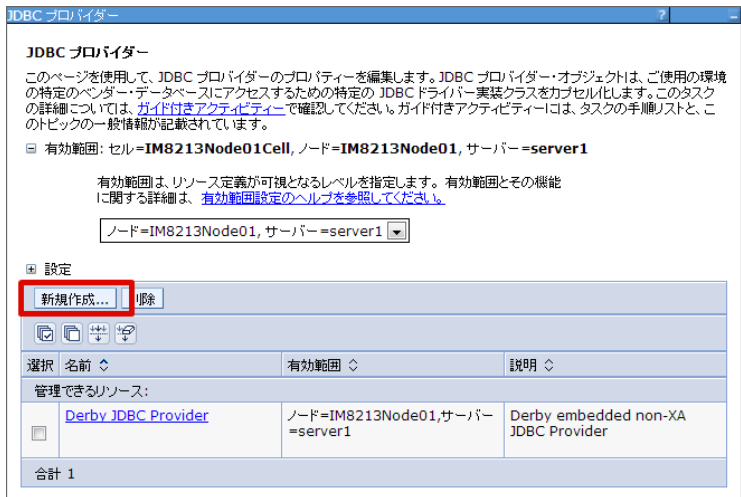 JDBC プロバイダー ? -
JDBC プロバイダー
このページを使用して、JDBC プロバイダーのプロパティーを編集します。JDBC プロバイダー・オブジェクトは、ご使用の環境
の特定のベンダー・データベースにアクセスするための特定の JDBC ドライバー実装クラスをカプセル化します。このタスク
の詳細については、ガイド付きアクティビティーで確認してください。ガイド付きアクティビティーには、タスクの手順リストと、こ
のトピックの一般情報が記載されています。
有効範囲: セル=IM8213Node01Cell, ノード=IM8213Node01, サーバー=server1
有効範囲は、リソース定義が可視となるレベルを指定します。有効範囲とその機能
に関する詳細は、有効範囲設定のヘルプを参照してください。
ノード=IM8213Node01, サーバー=server1
設定
新規作成... 削除
選択 名前 有効範囲 説明
管理できるリソース:
Derby JDBC Provider ノード=IM8213Node01,サーバー Derby embedded non-XA
=server1 JDBC Provider
合計 1